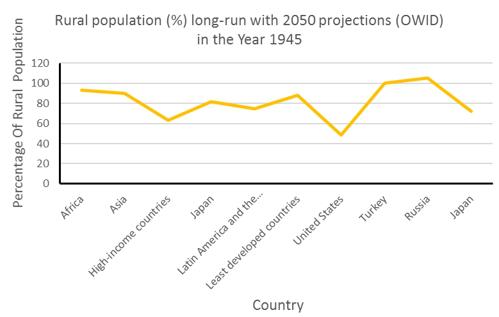 Rural population (%) long-run with 2050 projections (OWID)
in the Year 1945
Percentage Of Rural Population
120
100
80
60
40
20
0
Africa
Asia
High-income countries
Japan
Latin America and the...
Least developed countries
United States
Turkey
Russia
Japan
Country